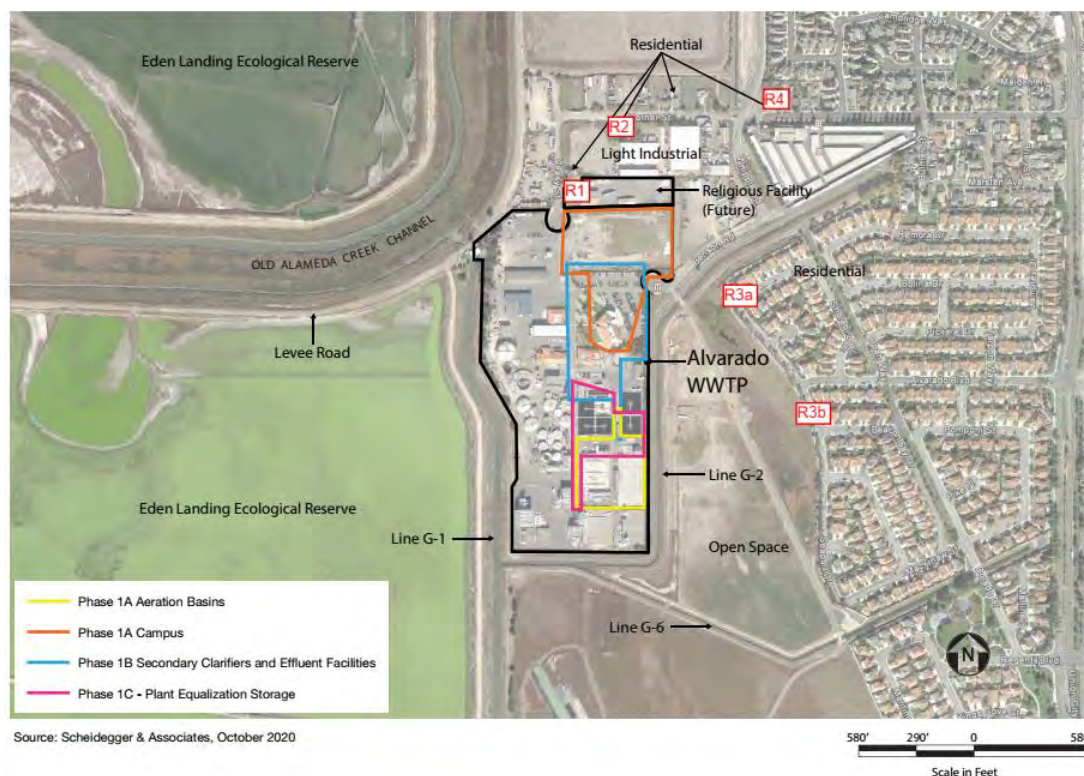 Residential
Eden Landing Ecological Reserve
R4
R2
Light Industrial
R1
Religious Facility
(Future)
OLD ALAMEDA CREEK CHANNEL
Residential
R3a
Levee Road
Alvarado
WWTP
R3b
Line G-2
Eden Landing Ecological Reserve
Line G-1
Open Space
Line G-6
Phase 1A Aeration Basins
Phase 1A Campus
Phase 1B Secondary Clarifiers and Effluent Facilities
Phase 1C - Plant Equalization Storage
N
Source: Scheidegger & Associates, October 2020
580' 290' 0 580
Scale in Feet